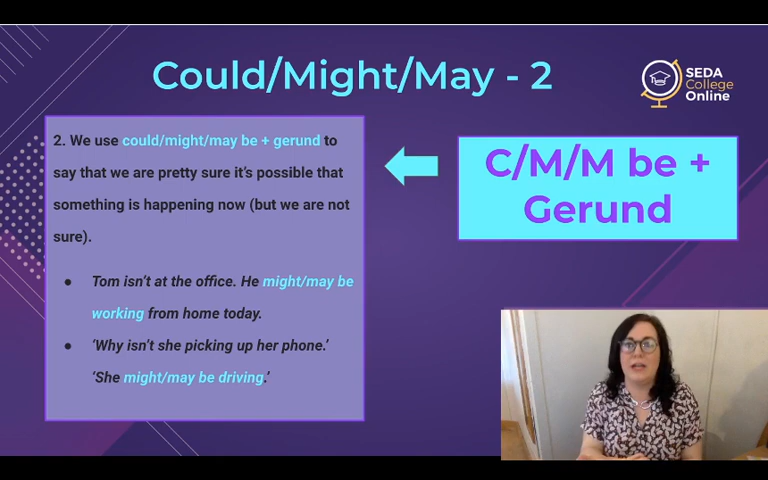 Could/Might/May - 2
SEDA
College
Online
2. We use could/might/may be + gerund to
say that we are pretty sure it’s possible that
something is happening now (but we are not
sure).
● Tom isn’t at the office. He might/may be
working from home today.
● ‘Why isn’t she picking up her phone.’
‘She might/may be driving.’
C/M/M be +
Gerund